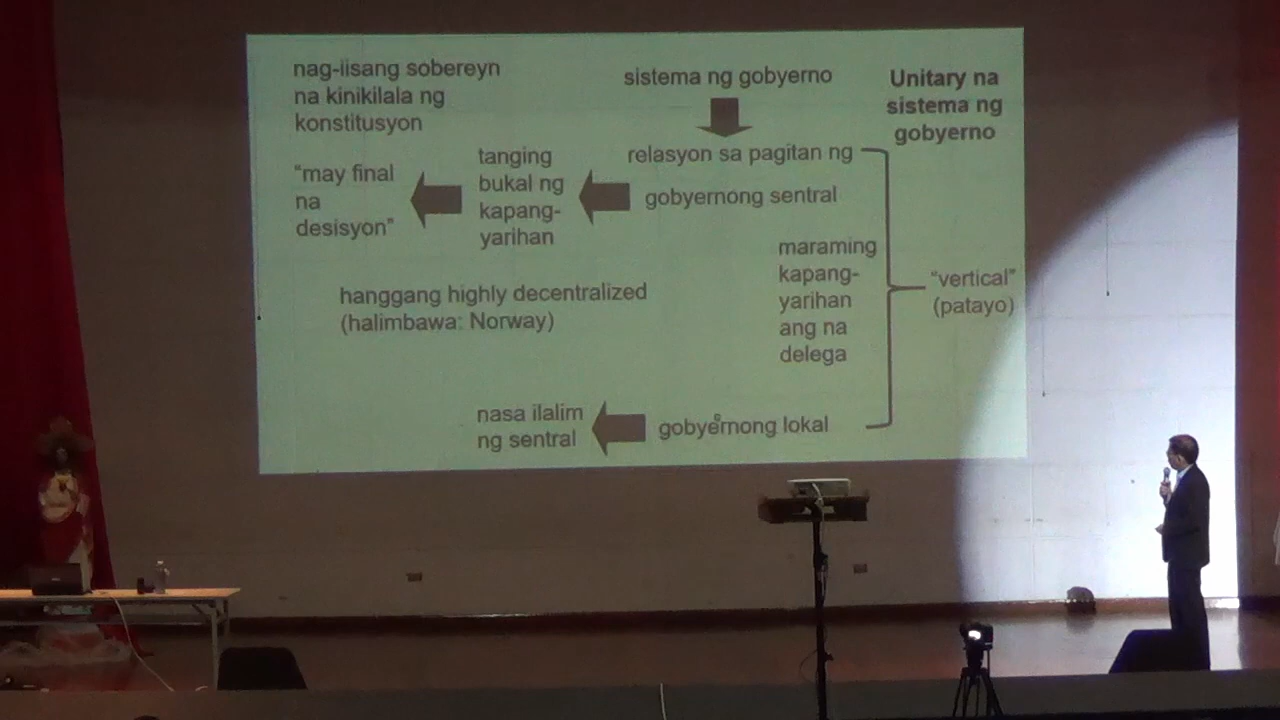 nag-iisang sobereyn
na kinikilala ng
konstitusyon
sistema ng gobyerno
Unitary na
sistema ng
gobyerno
"may final
na
desisyon"
tanging
bukal ng
kapang-
yarihan
relasyon sa pagitan ng
gobyernong sentral
maraming
kapang-
yarihan
ang na
delega
"vertical"
(patayo)
hanggang highly decentralized
(halimbawa: Norway)
nasa ilalim
ng sentral
gobyernong lokal